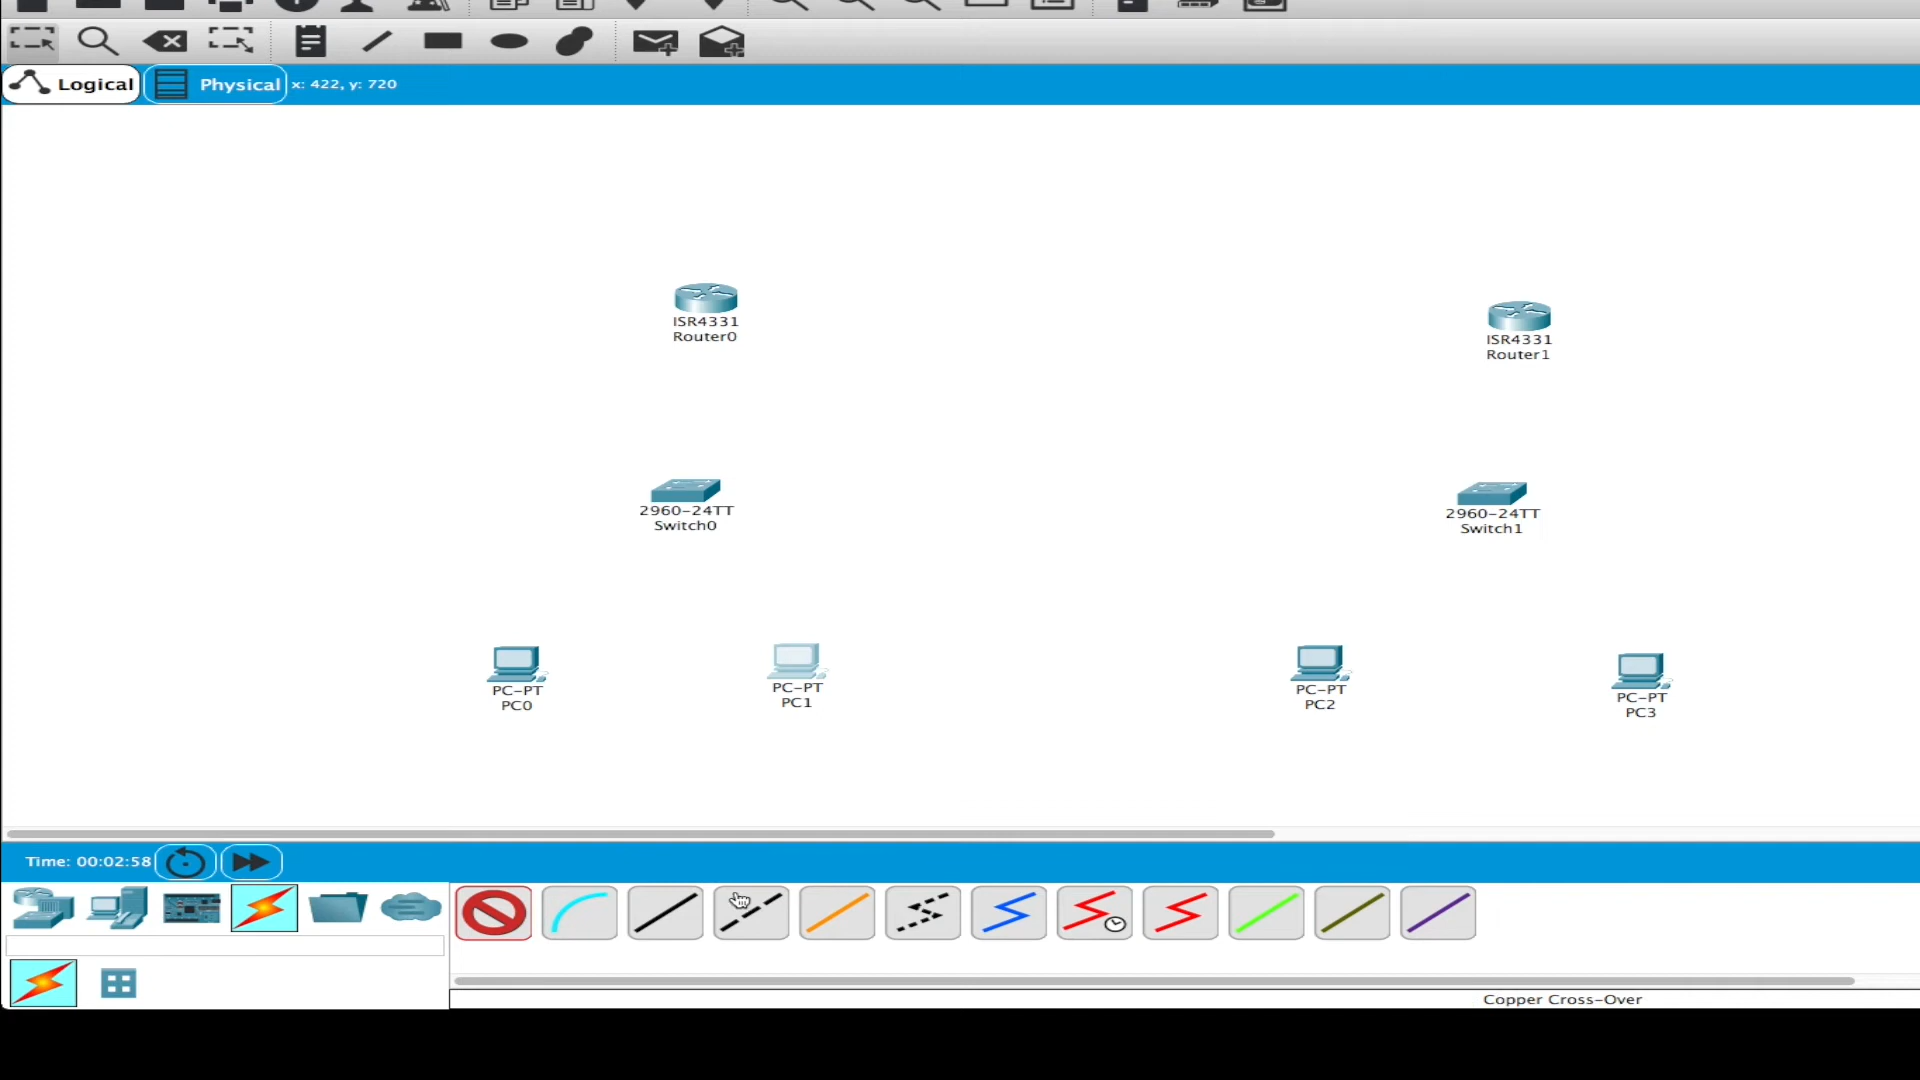 Logical
Physical
x: 422, y: 720
ISR4331
Router0
ISR4331
Router1
2960-24TT
Switch0
2960-24TT
Switch1
PC-PT
PC0
PC-PT
PC1
PC-PT
PC2
PC-PT
PC3
Time: 00:02:58
Copper Cross-Over